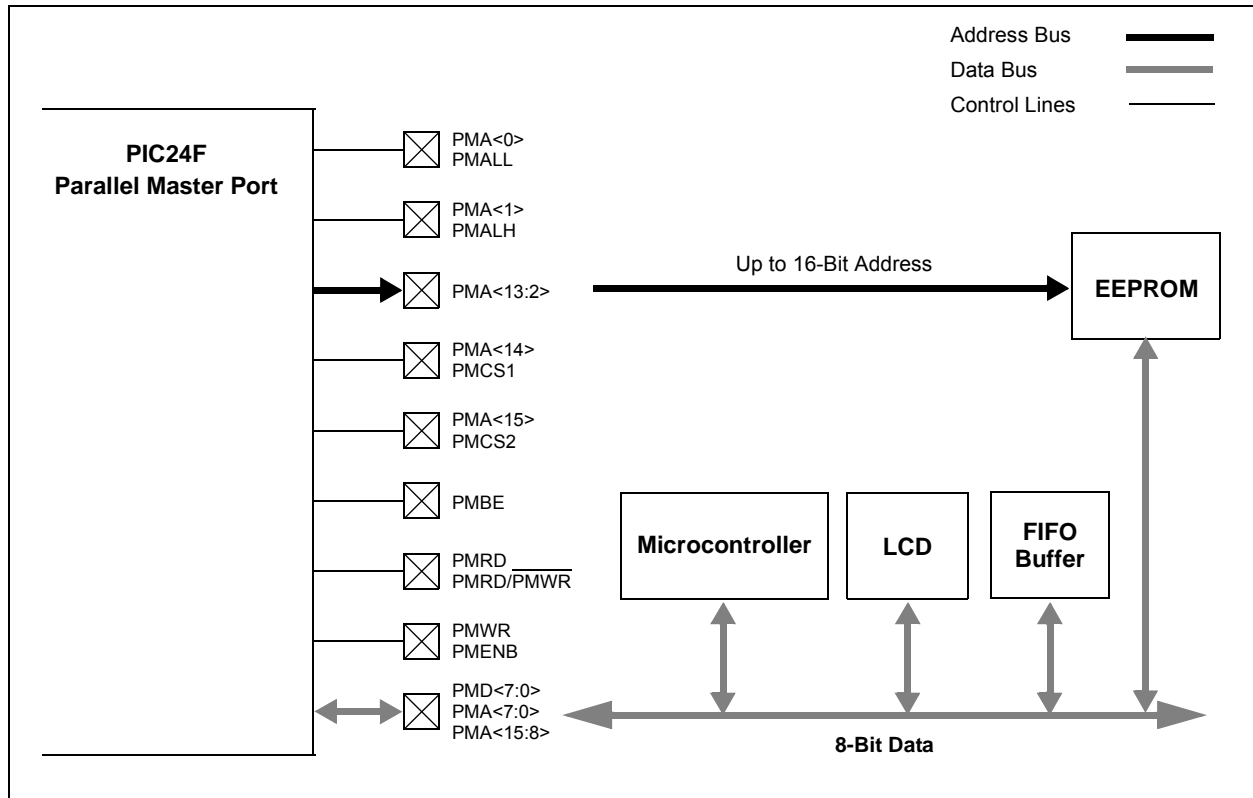 Address Bus
Data Bus
Control Lines
PIC24F
Parallel Master Port
PMA<0>
PMALL
PMA<1>
PMALH
PMA<13:2>
Up to 16-Bit Address
EEPROM
PMA<14>
PMCS1
PMA<15>
PMCS2
PMBE
Microcontroller
LCD
FIFO
Buffer
PMRD
PMRD/PMWR
PMWR
PMENB
PMD<7:0>
PMA<7:0>
PMA<15:8>
8-Bit Data